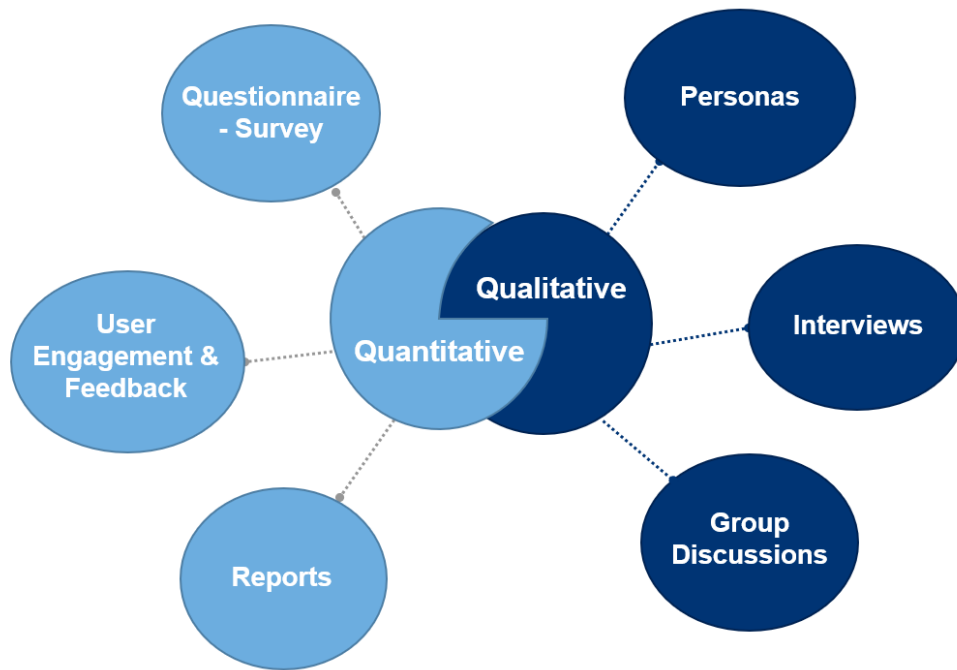 Questionnaire
- Survey
Personas
User
Engagement &
Feedback
Quantitative
Qualitative
Interviews
Reports
Group
Discussions